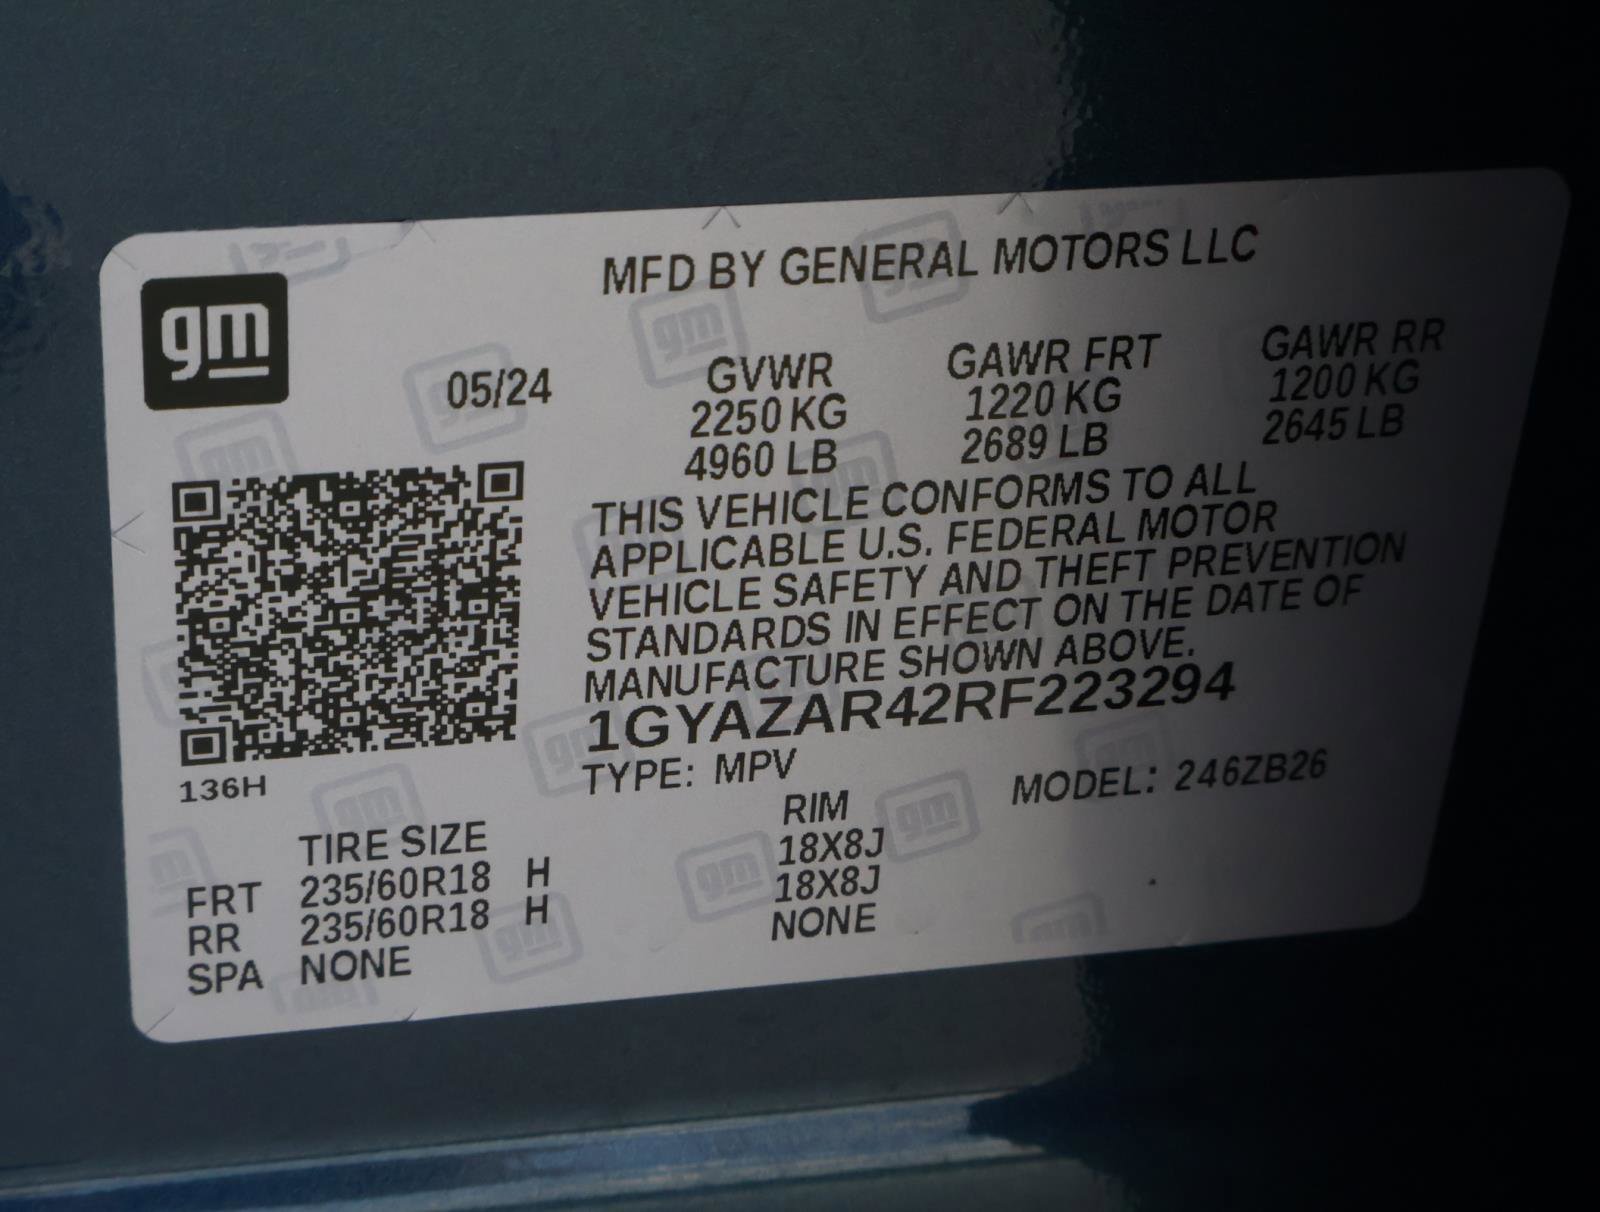 MFD BY GENERAL MOTORS LLC
gm
05/24
GVWR GAWR FRT GAWR RR
2250 KG 1220 KG 1200 KG
4960 LB 2689 LB 2645 LB
THIS VEHICLE CONFORMS TO ALL
APPLICABLE U.S. FEDERAL MOTOR
VEHICLE SAFETY AND THEFT PREVENTION
STANDARDS IN EFFECT ON THE DATE OF
MANUFACTURE SHOWN ABOVE.
1GYAZAR42RF223294
136H
TYPE: MPV MODEL: 246ZB26
TIRE SIZE RIM
FRT 235/60R18 H 18X8J
RR 235/60R18 H 18X8J
SPA NONE NONE